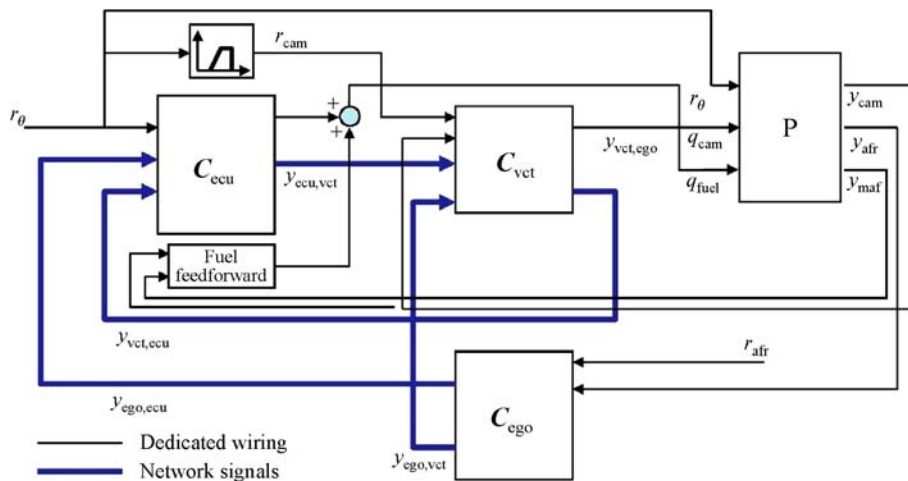 r_cam
r_θ
C_ecu
+
+
y_ecu,vct
C_vct
y_vct,ego
r_θ
q_cam
q_fuel
P
y_cam
y_afr
y_maf
Fuel
feedforward
y_vct,ecu
r_afr
C_ego
y_ego,ecu
y_ego,vct
Dedicated wiring
Network signals